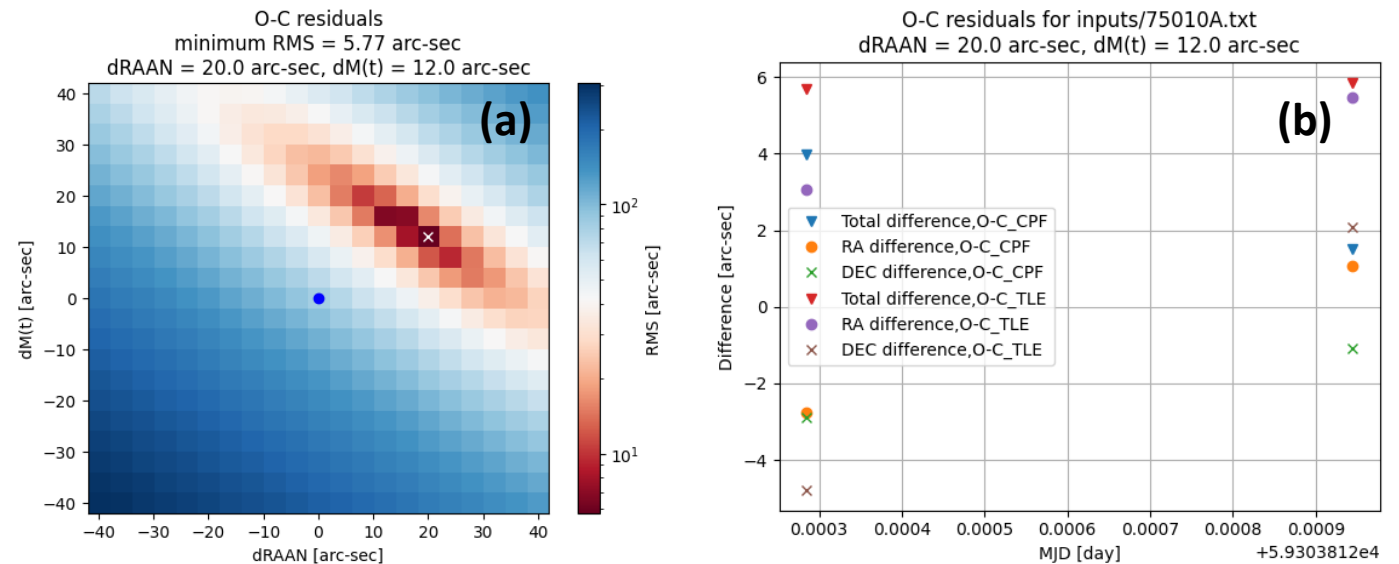 O-C residuals
minimum RMS = 5.77 arc-sec
dRAAN = 20.0 arc-sec, dM(t) = 12.0 arc-sec
(a)
40
30
20
10
0
−10
−20
−30
−40
dM(t) [arc-sec]
−40 −30 −20 −10 0 10 20 30 40
dRAAN [arc-sec]
10²
10¹
RMS [arc-sec]
O-C residuals for inputs/75010A.txt
dRAAN = 20.0 arc-sec, dM(t) = 12.0 arc-sec
(b)
6
4
2
0
−2
−4
Difference [arc-sec]
Total difference,O-C_CPF
RA difference,O-C_CPF
DEC difference,O-C_CPF
Total difference,O-C_TLE
RA difference,O-C_TLE
DEC difference,O-C_TLE
0.0003 0.0004 0.0005 0.0006 0.0007 0.0008 0.0009
MJD [day]
+5.9303812e4